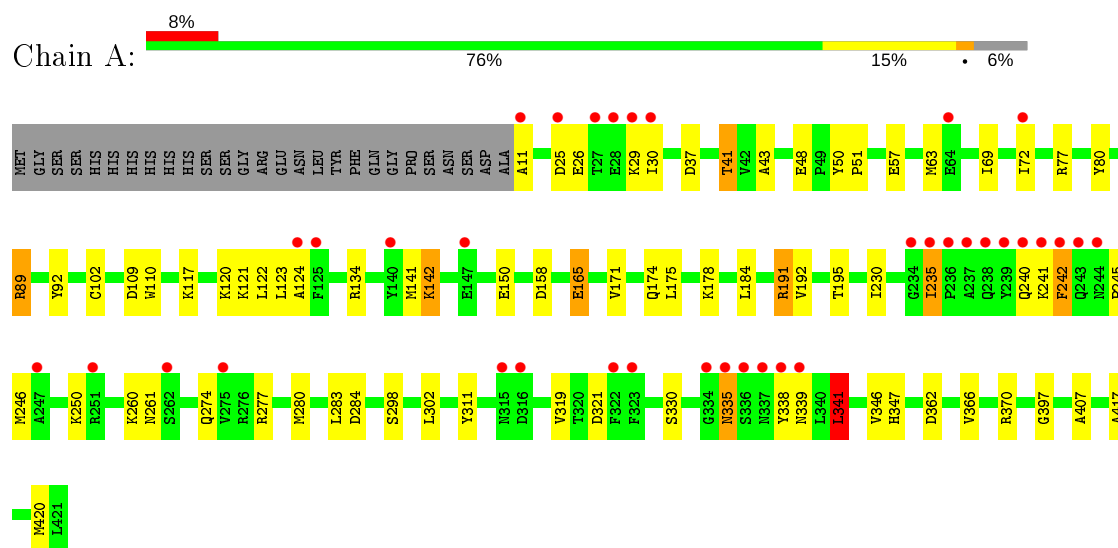 8%
Chain A:
76% 15% • 6%
MET GLY SER SER HIS HIS HIS HIS HIS HIS SER SER GLY ARG GLU ASN LEU TYR PHE GLN GLY PRO SER ASN SER ASP ALA A11 D25 E26 T27 E28 K29 I30 D37 T41 V42 A43 E48 P49 Y50 P51 E57 M63 E64 I69 I72 R77 Y80
R89 Y92 C102 D109 W110 K117 K120 K121 L122 L123 A124 F125 R134 Y140 M141 K142 E147 E150 D158 E165 V171 Q174 L175 K178 L184 R191 V192 T195 I230 G234 I235 P236 A237 Q238 Y239 Q240 K241 F242 Q243 N244
M246 A247 K250 R251 K260 N261 S262 Q274 V275 R276 R277 M280 L283 D284 S298 L302 Y311 N315 D316 V319 T320 D321 F322 F323 S330 G334 N335 S336 N337 Y338 N339 L340 L341 V346 H347 D362 V366 R370 G397 A407 A417
M420 L421